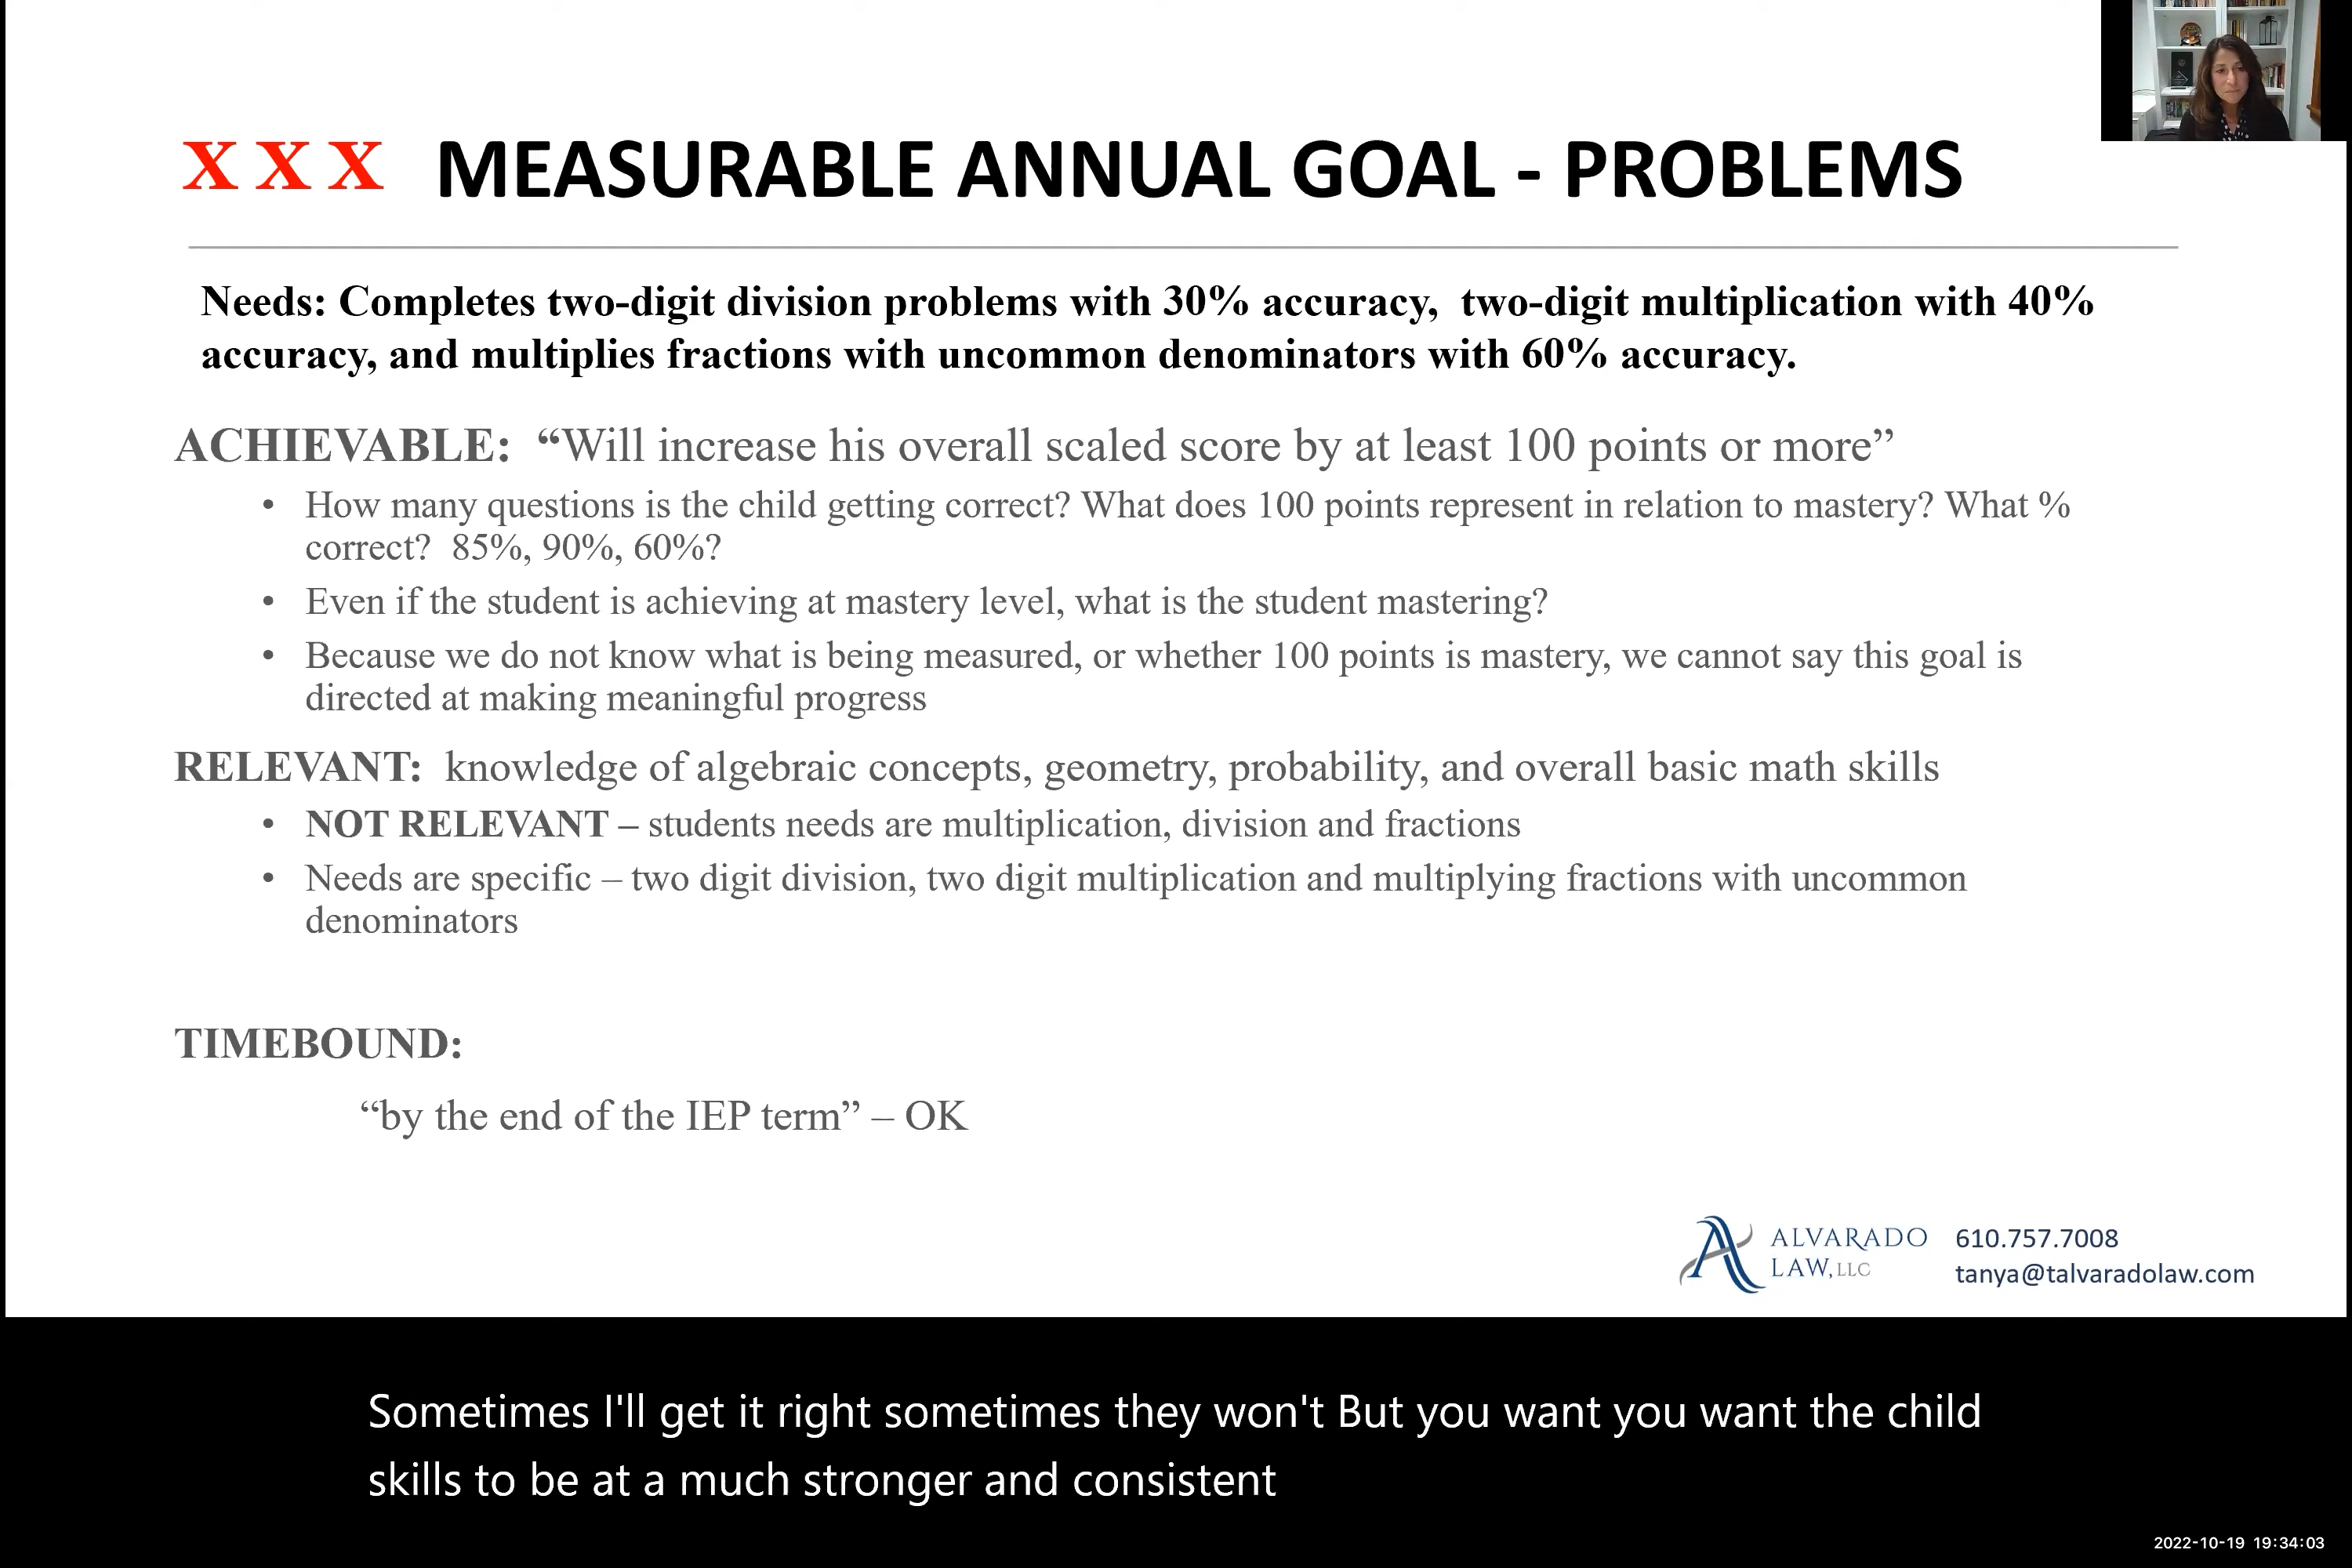 X X X MEASURABLE ANNUAL GOAL - PROBLEMS
Needs: Completes two-digit division problems with 30% accuracy,  two-digit multiplication with 40%
accuracy, and multiplies fractions with uncommon denominators with 60% accuracy.
ACHIEVABLE:  “Will increase his overall scaled score by at least 100 points or more”
• How many questions is the child getting correct? What does 100 points represent in relation to mastery? What %
correct?  85%, 90%, 60%?
• Even if the student is achieving at mastery level, what is the student mastering?
• Because we do not know what is being measured, or whether 100 points is mastery, we cannot say this goal is
directed at making meaningful progress
RELEVANT:  knowledge of algebraic concepts, geometry, probability, and overall basic math skills
• NOT RELEVANT – students needs are multiplication, division and fractions
• Needs are specific – two digit division, two digit multiplication and multiplying fractions with uncommon
denominators
TIMEBOUND:
“by the end of the IEP term” – OK
ALVARADO
LAW, LLC
610.757.7008
tanya@talvaradolaw.com
Sometimes I'll get it right sometimes they won't But you want you want the child
skills to be at a much stronger and consistent
2022-10-19 19:34:03